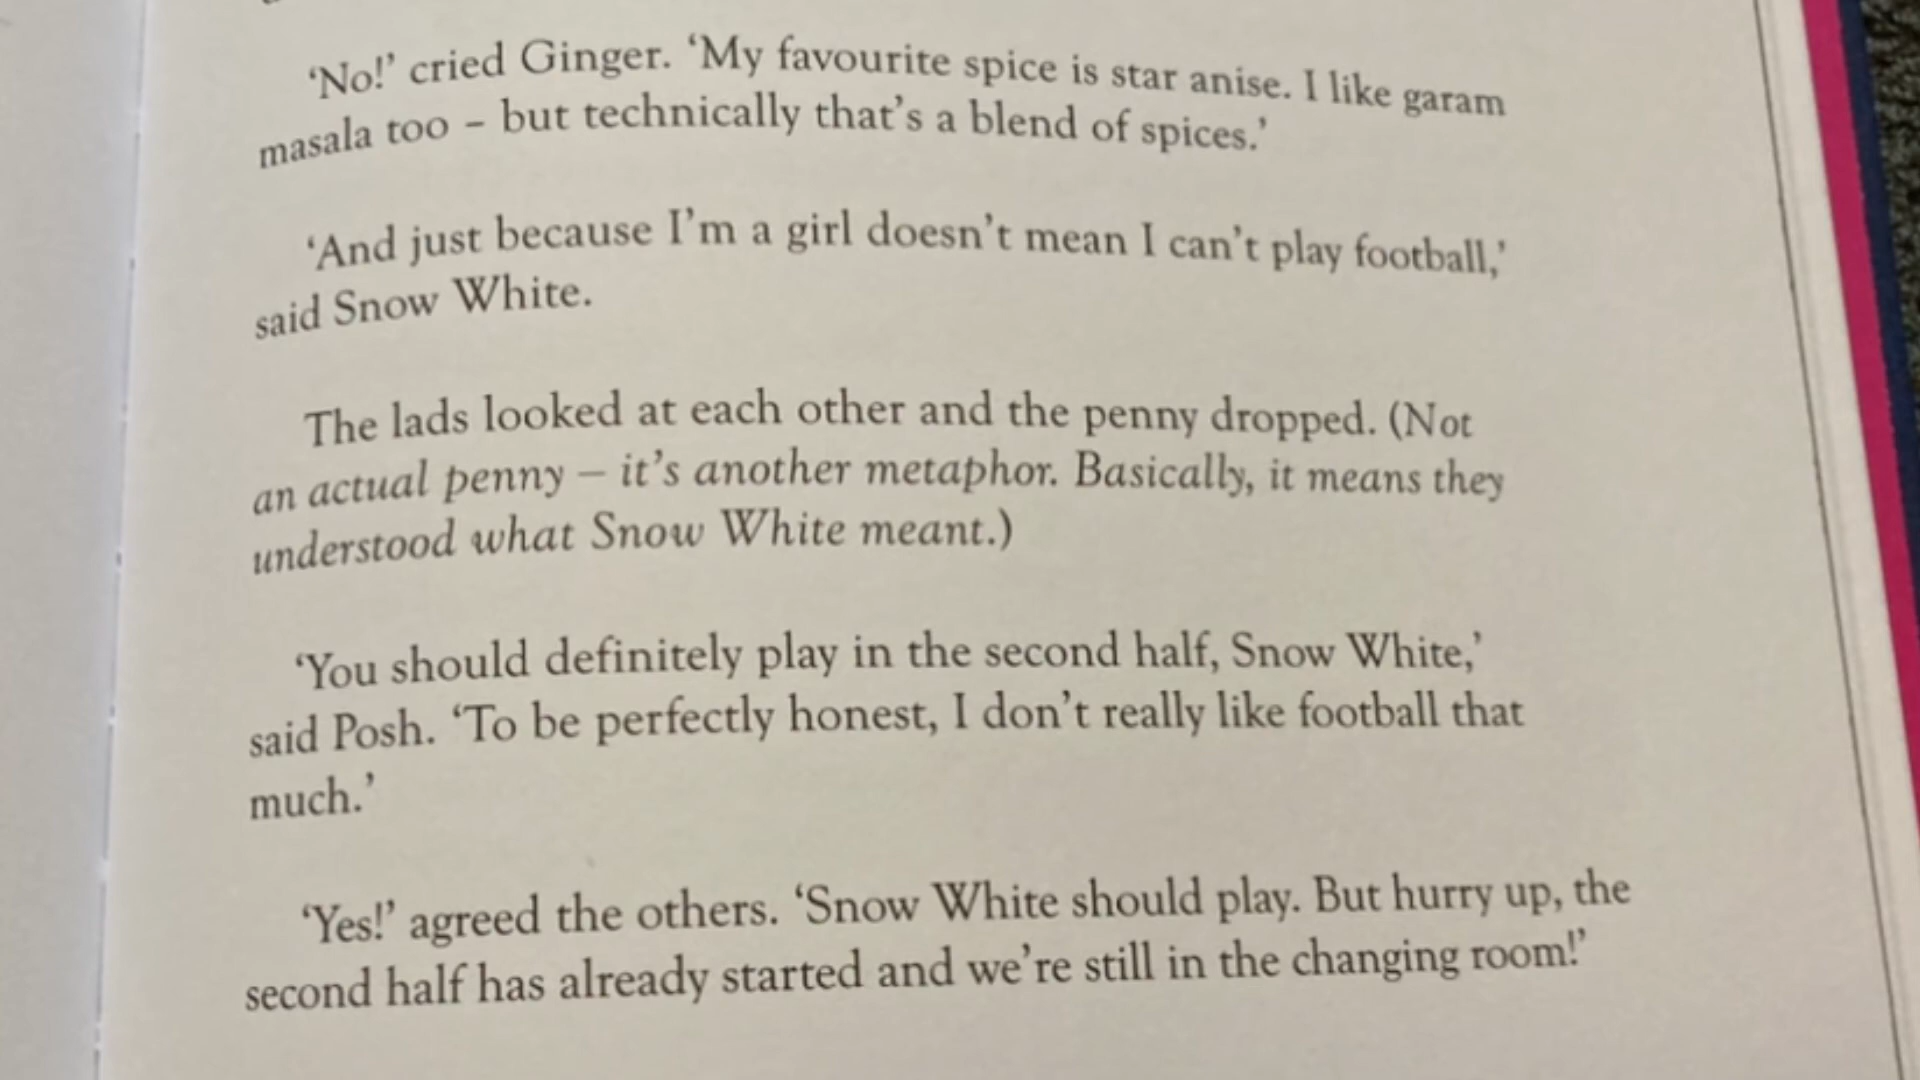 ‘No!’ cried Ginger. ‘My favourite spice is star anise. I like garam
masala too – but technically that’s a blend of spices.’
‘And just because I’m a girl doesn’t mean I can’t play football,’
said Snow White.
The lads looked at each other and the penny dropped. (Not
an actual penny – it’s another metaphor. Basically, it means they
understood what Snow White meant.)
‘You should definitely play in the second half, Snow White,’
said Posh. ‘To be perfectly honest, I don’t really like football that
much.’
‘Yes!’ agreed the others. ‘Snow White should play. But hurry up, the
second half has already started and we’re still in the changing room!’